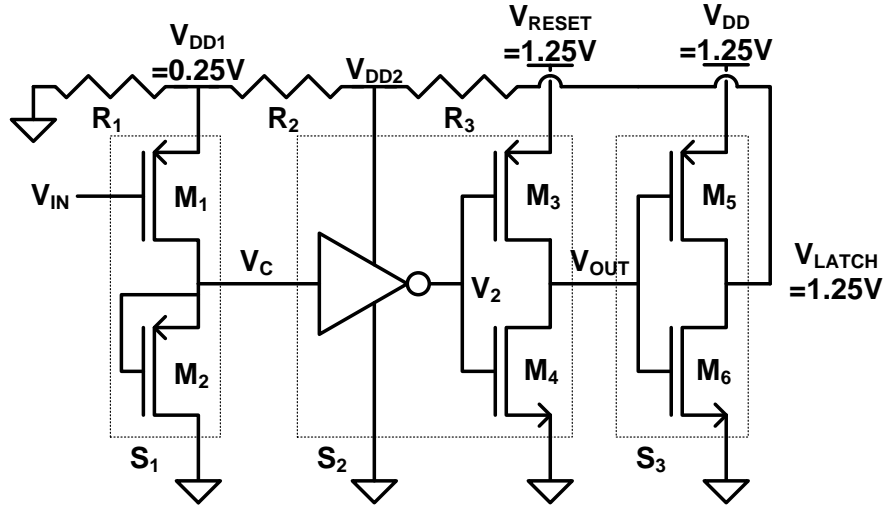 V_RESET
=1.25V
V_DD
=1.25V
V_DD1
=0.25V
V_DD2
R_1
R_2
R_3
V_IN
M_1
M_3
M_5
V_C
V_2
V_OUT
V_LATCH
=1.25V
M_2
M_4
M_6
S_1
S_2
S_3